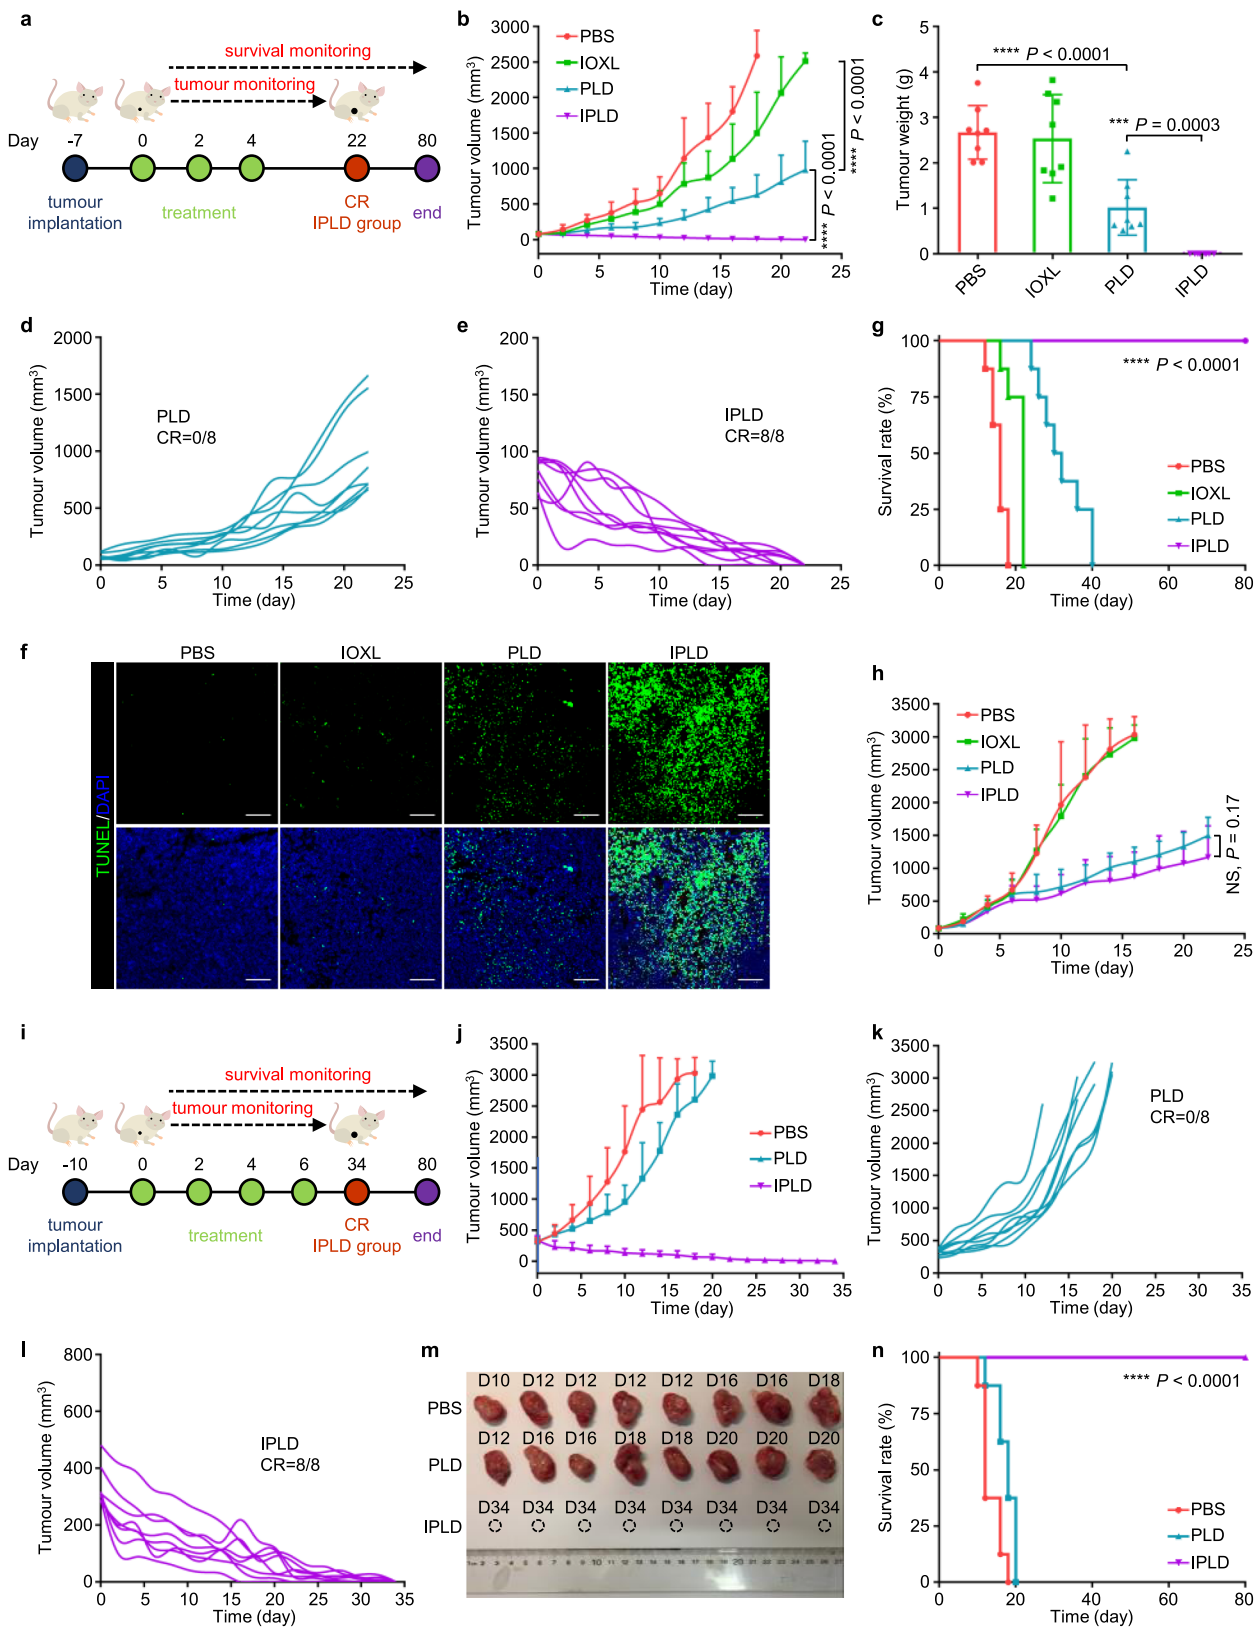 a
survival monitoring
tumour monitoring
Day
-7 0 2 4 22 80
tumour
implantation
treatment
CR
IPLD group
end
b
Tumour volume (mm³)
3000
2500
2000
1500
1000
500
0
0 5 10 15 20 25
Time (day)
PBS
IOXL
PLD
IPLD
**** P < 0.0001
**** P < 0.0001
c
Tumour weight (g)
5
4
3
2
1
0
**** P < 0.0001
*** P = 0.0003
PBS IOXL PLD IPLD
d
Tumour volume (mm³)
2000
1500
1000
500
0
PLD
CR=0/8
0 5 10 15 20 25
Time (day)
e
Tumour volume (mm³)
200
150
100
50
0
IPLD
CR=8/8
0 5 10 15 20 25
Time (day)
g
Survival rate (%)
100
75
50
25
0
**** P < 0.0001
PBS
IOXL
PLD
IPLD
0 20 40 60 80
Time (day)
f
PBS IOXL PLD IPLD
TUNEL/DAPI
h
Tumour volume (mm³)
3500
3000
2500
2000
1500
1000
500
0
PBS
IOXL
PLD
IPLD
NS, P = 0.17
0 5 10 15 20 25
Time (day)
i
survival monitoring
tumour monitoring
Day
-10 0 2 4 6 34 80
tumour
implantation
treatment
CR
IPLD group
end
j
Tumour volume (mm³)
3500
3000
2500
2000
1500
1000
500
0
PBS
PLD
IPLD
0 5 10 15 20 25 30 35
Time (day)
k
Tumour volume (mm³)
3500
3000
2500
2000
1500
1000
500
0
PLD
CR=0/8
0 5 10 15 20 25 30 35
Time (day)
l
Tumour volume (mm³)
800
600
400
200
0
IPLD
CR=8/8
0 5 10 15 20 25 30 35
Time (day)
m
D10 D12 D12 D12 D12 D16 D16 D18
PBS
D12 D16 D16 D18 D18 D20 D20 D20
PLD
D34 D34 D34 D34 D34 D34 D34 D34
IPLD
n
Survival rate (%)
100
75
50
25
0
**** P < 0.0001
PBS
PLD
IPLD
0 20 40 60 80
Time (day)